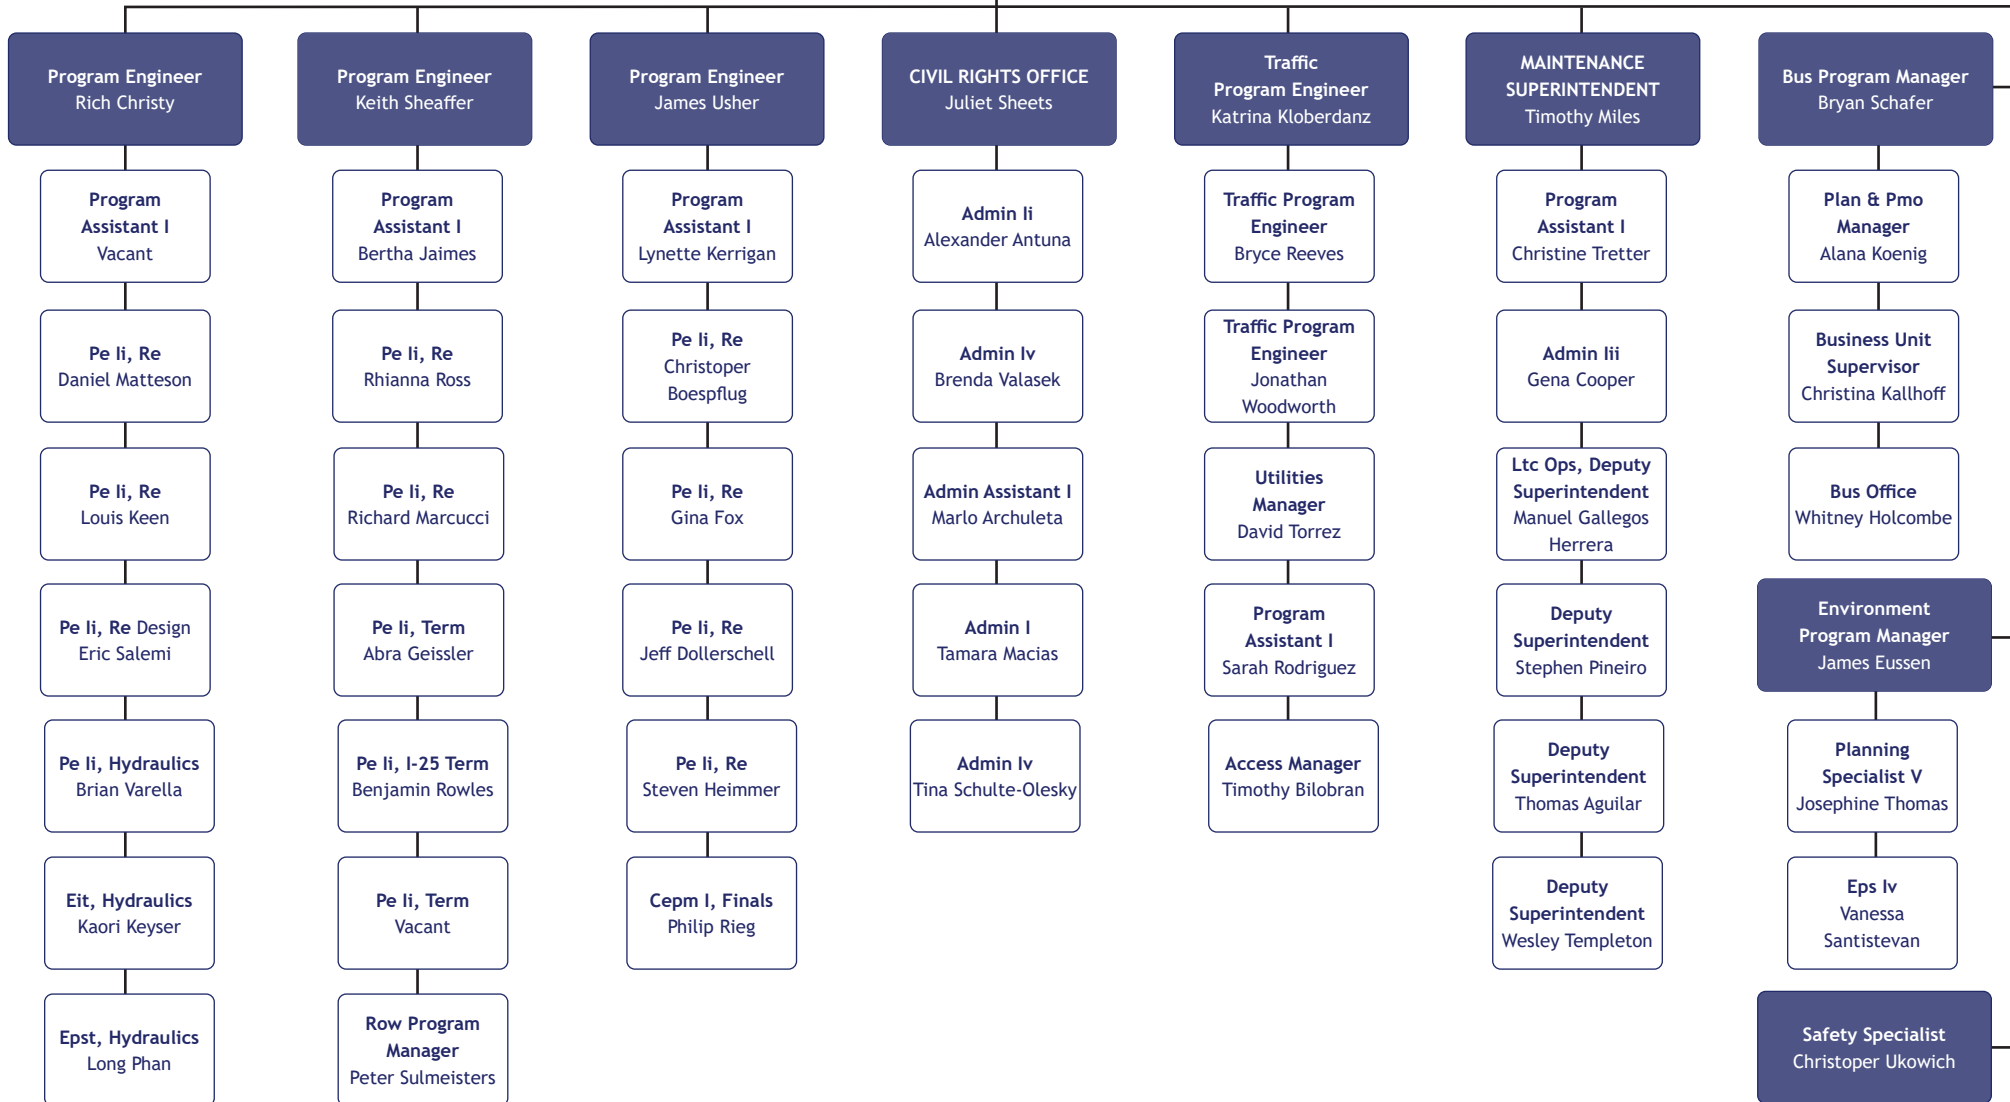 Program Engineer
Rich Christy
Program
Assistant I
Vacant
Pe Ii, Re
Daniel Matteson
Pe Ii, Re
Louis Keen
Pe Ii, Re Design
Eric Salemi
Pe Ii, Hydraulics
Brian Varella
Eit, Hydraulics
Kaori Keyser
Epst, Hydraulics
Long Phan
Program Engineer
Keith Sheaffer
Program
Assistant I
Bertha Jaimes
Pe Ii, Re
Rhianna Ross
Pe Ii, Re
Richard Marcucci
Pe Ii, Term
Abra Geissler
Pe Ii, I-25 Term
Benjamin Rowles
Pe Ii, Term
Vacant
Row Program
Manager
Peter Sulmeisters
Program Engineer
James Usher
Program
Assistant I
Lynette Kerrigan
Pe Ii, Re
Christoper
Boespflug
Pe Ii, Re
Gina Fox
Pe Ii, Re
Jeff Dollerschell
Pe Ii, Re
Steven Heimmer
Cepm I, Finals
Philip Rieg
CIVIL RIGHTS OFFICE
Juliet Sheets
Admin Ii
Alexander Antuna
Admin Iv
Brenda Valasek
Admin Assistant I
Marlo Archuleta
Admin I
Tamara Macias
Admin Iv
Tina Schulte-Olesky
Traffic
Program Engineer
Katrina Kloberdanz
Traffic Program
Engineer
Bryce Reeves
Traffic Program
Engineer
Jonathan
Woodworth
Utilities
Manager
David Torrez
Program
Assistant I
Sarah Rodriguez
Access Manager
Timothy Bilobran
MAINTENANCE
SUPERINTENDENT
Timothy Miles
Program
Assistant I
Christine Tretter
Admin Iii
Gena Cooper
Ltc Ops, Deputy
Superintendent
Manuel Gallegos
Herrera
Deputy
Superintendent
Stephen Pineiro
Deputy
Superintendent
Thomas Aguilar
Deputy
Superintendent
Wesley Templeton
Bus Program Manager
Bryan Schafer
Plan & Pmo
Manager
Alana Koenig
Business Unit
Supervisor
Christina Kallhoff
Bus Office
Whitney Holcombe
Environment
Program Manager
James Eussen
Planning
Specialist V
Josephine Thomas
Eps Iv
Vanessa
Santistevan
Safety Specialist
Christoper Ukowich